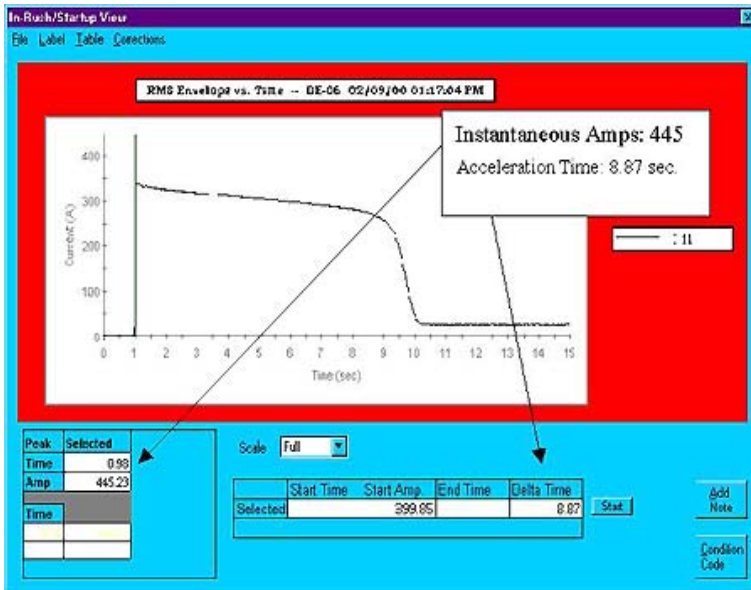 In-Rush/Startup View
File Label Table Corrections
RMS Envelope vs. Time -- DE-06 02/09/00 01:17:04 PM
Instantaneous Amps: 445
Acceleration Time: 8.87 sec.
Current (A)
400
300
200
100
0
0 1 2 3 4 5 6 7 8 9 10 11 12 13 14 15
Time (sec)
Peak Selected
Time 0.98
Amp 445.23
Time
Scale Full
Start Time Start Amp. End Time Delta Time
Selected 399.85 8.87
Start
Add
Note
Condition
Code